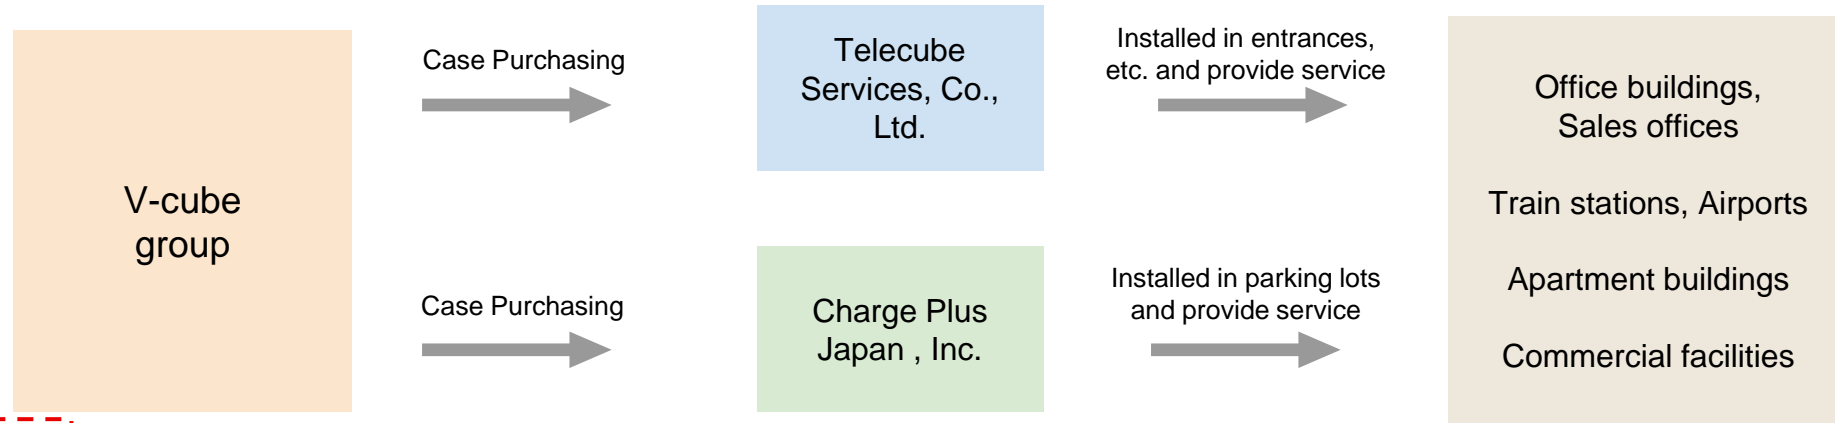 V-cube
group
Case Purchasing
Telecube
Services, Co.,
Ltd.
Installed in entrances,
etc. and provide service
Case Purchasing
Charge Plus
Japan , Inc.
Installed in parking lots
and provide service
Office buildings,
Sales offices
Train stations, Airports
Apartment buildings
Commercial facilities